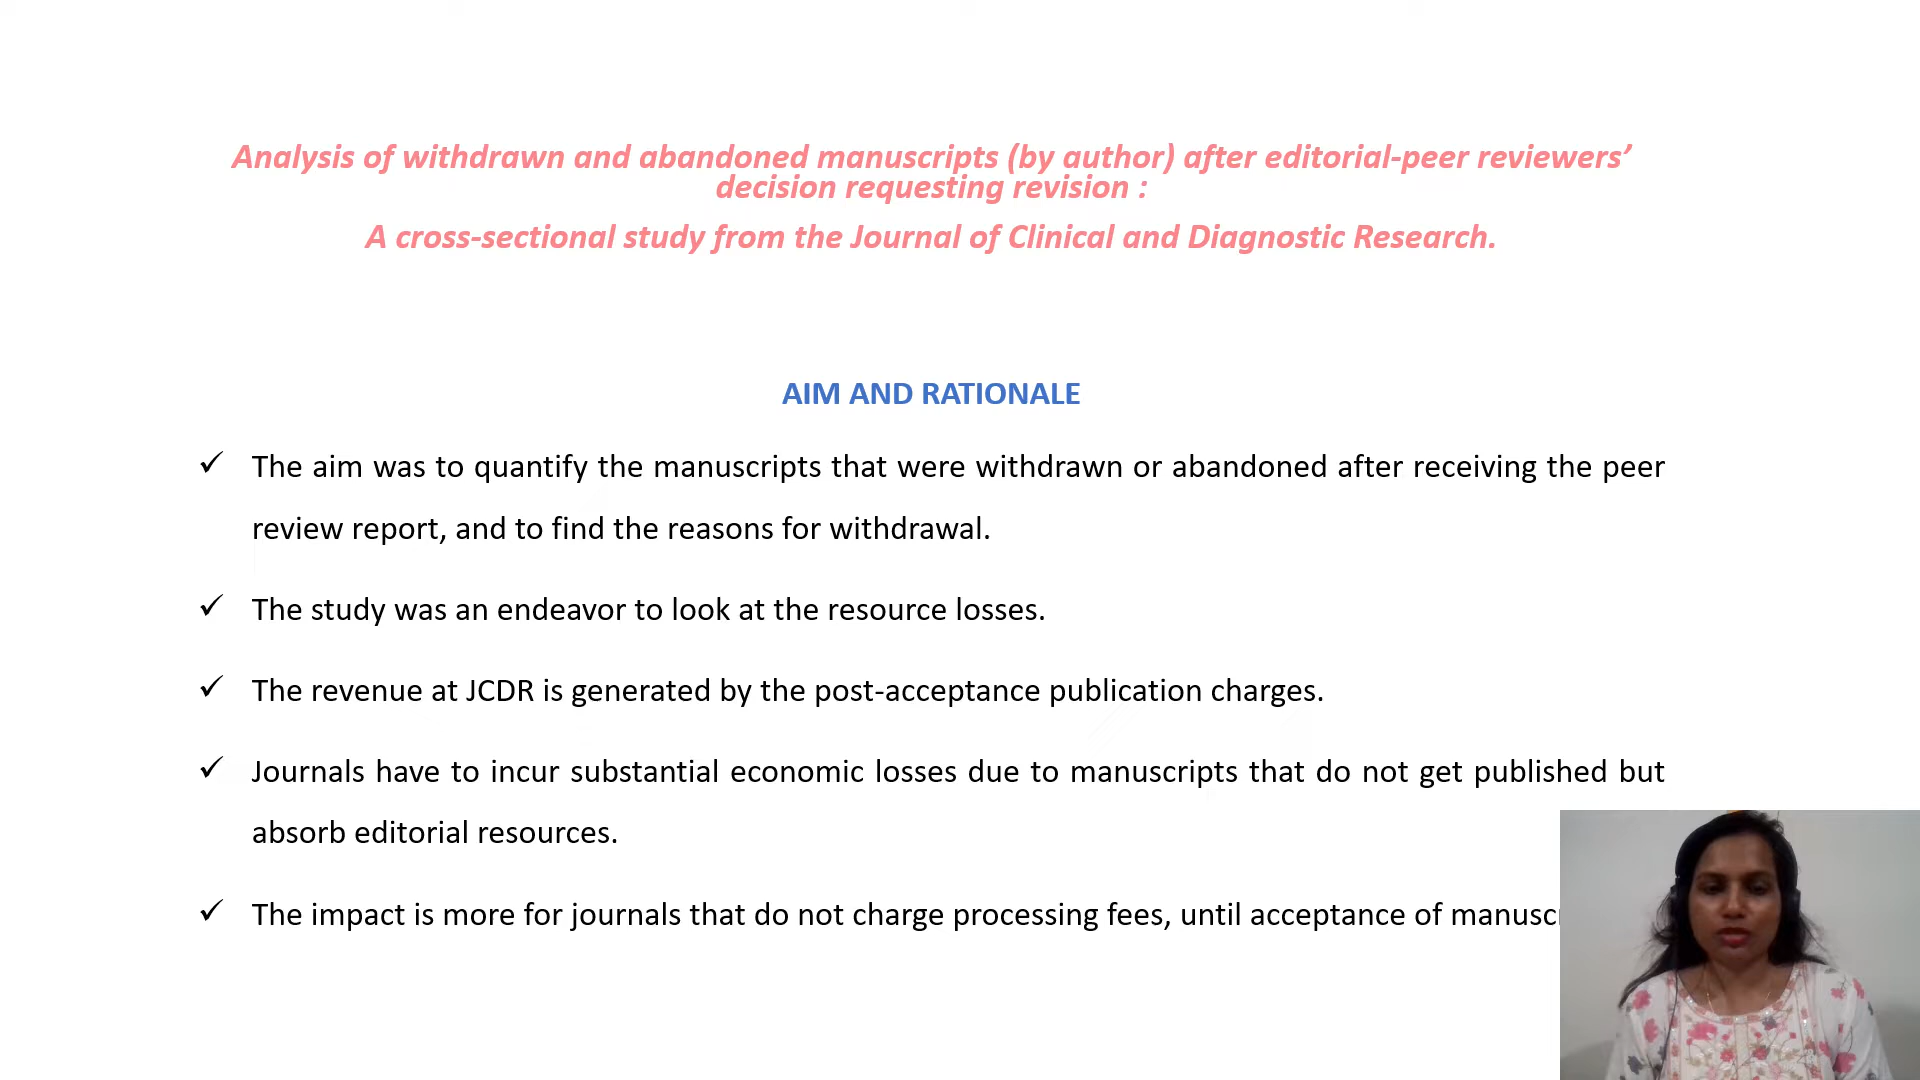 Analysis of withdrawn and abandoned manuscripts (by author) after editorial-peer reviewers’
decision requesting revision :
A cross-sectional study from the Journal of Clinical and Diagnostic Research.
AIM AND RATIONALE
✓ The aim was to quantify the manuscripts that were withdrawn or abandoned after receiving the peer
review report, and to find the reasons for withdrawal.
✓ The study was an endeavor to look at the resource losses.
✓ The revenue at JCDR is generated by the post-acceptance publication charges.
✓ Journals have to incur substantial economic losses due to manuscripts that do not get published but
absorb editorial resources.
✓ The impact is more for journals that do not charge processing fees, until acceptance of